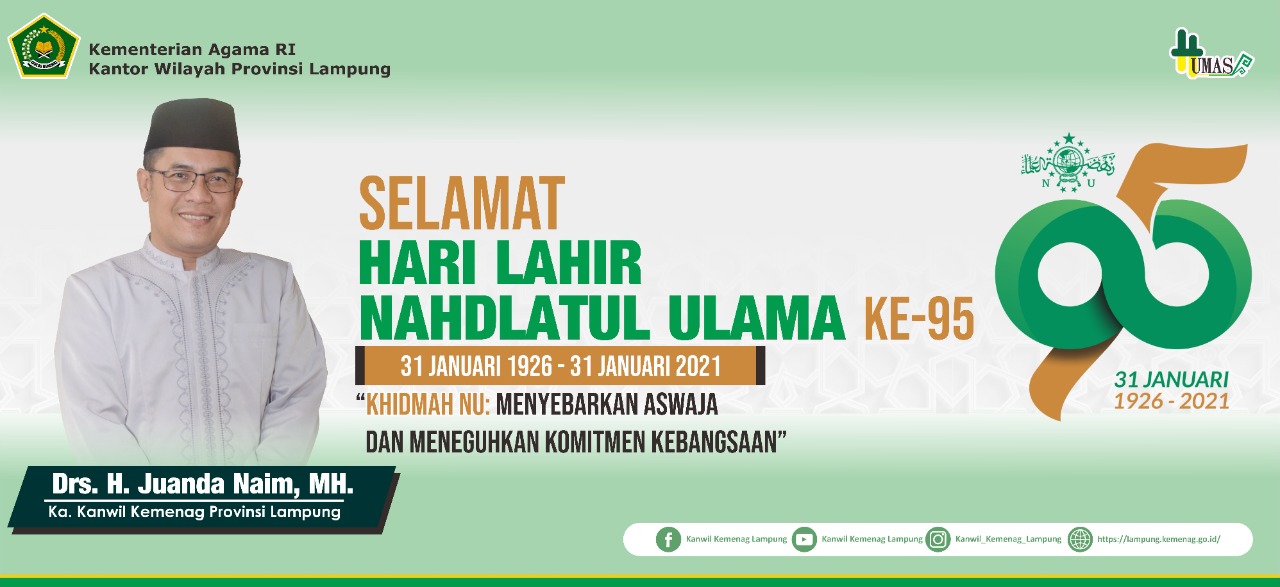 Kementerian Agama RI
Kantor Wilayah Provinsi Lampung
UMAS
SELAMAT
HARI LAHIR
NAHDLATUL ULAMA KE-95
31 JANUARI 1926 - 31 JANUARI 2021
“KHIDMAH NU: MENYEBARKAN ASWAJA
DAN MENEGUHKAN KOMITMEN KEBANGSAAN”
N U
95
31 JANUARI
1926 - 2021
Drs. H. Juanda Naim, MH.
Ka. Kanwil Kemenag Provinsi Lampung
Kanwil Kemenag Lampung Kanwil Kemenag Lampung Kanwil_Kemenag_Lampung https://lampung.kemenag.go.id/